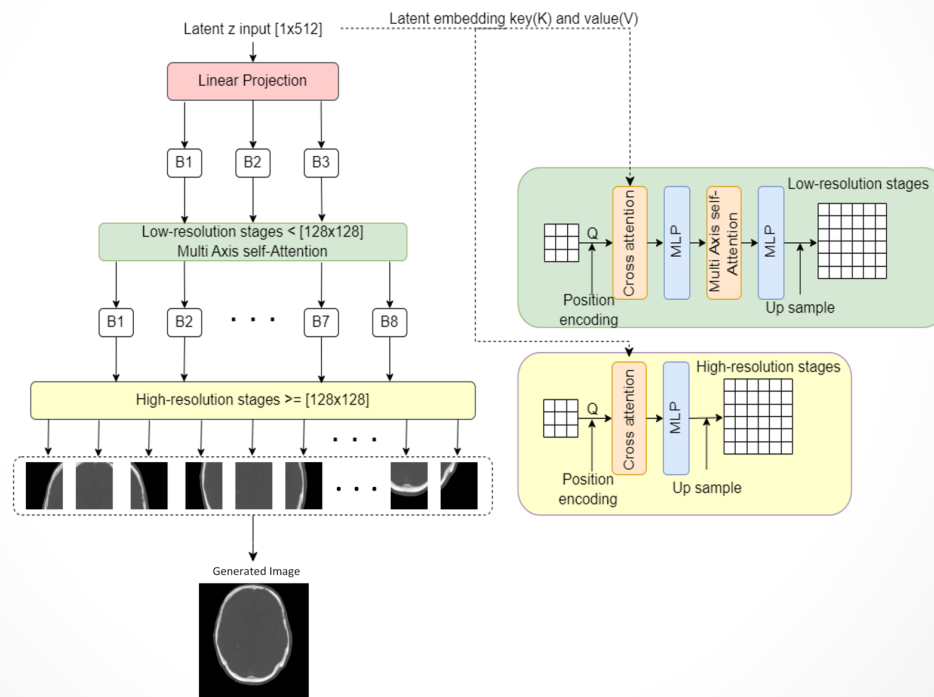 Latent z input [1x512]
Latent embedding key(K) and value(V)
Linear Projection
B1
B2
B3
Low-resolution stages < [128x128]
Multi Axis self-Attention
B1
B2
. . .
B7
B8
High-resolution stages >= [128x128]
. . .
. . .
Generated Image
Low-resolution stages
Q
Cross attention
MLP
Multi Axis self-
Attention
MLP
Position
encoding
Up sample
High-resolution stages
Q
Cross attention
MLP
Position
encoding
Up sample